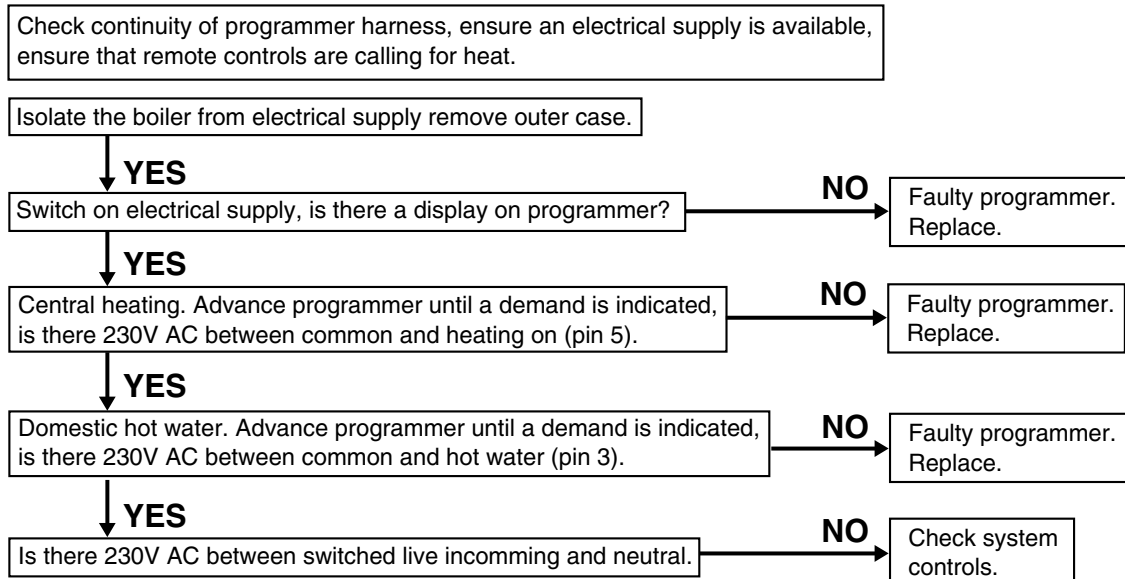 Check continuity of programmer harness, ensure an electrical supply is available,
ensure that remote controls are calling for heat.
Isolate the boiler from electrical supply remove outer case.
YES
Switch on electrical supply, is there a display on programmer?
NO
Faulty programmer.
Replace.
YES
Central heating. Advance programmer until a demand is indicated,
is there 230V AC between common and heating on (pin 5).
NO
Faulty programmer.
Replace.
YES
Domestic hot water. Advance programmer until a demand is indicated,
is there 230V AC between common and hot water (pin 3).
NO
Faulty programmer.
Replace.
YES
Is there 230V AC between switched live incomming and neutral.
NO
Check system
controls.